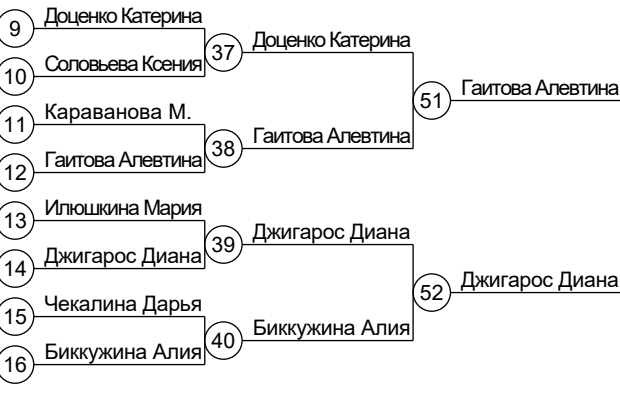 9 Доценко Катерина
10 Соловьева Ксения
37 Доценко Катерина
11 Караванова М.
12 Гаитова Алевтина
38 Гаитова Алевтина
51 Гаитова Алевтина
13 Илюшкина Мария
14 Джигарос Диана
39 Джигарос Диана
15 Чекалина Дарья
16 Биккужина Алия
40 Биккужина Алия
52 Джигарос Диана